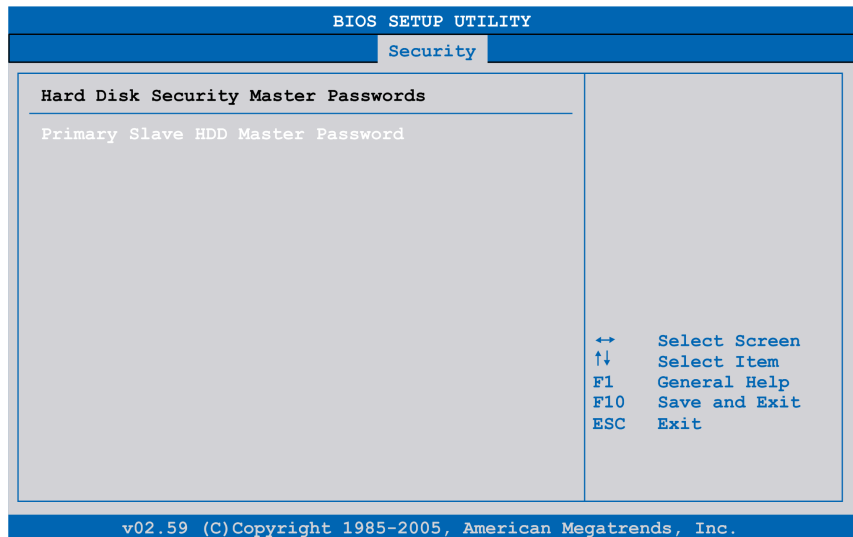 BIOS SETUP UTILITY
Security
Hard Disk Security Master Passwords
Primary Slave HDD Master Password
↔ Select Screen
↑↓ Select Item
F1 General Help
F10 Save and Exit
ESC Exit
v02.59 (C)Copyright 1985-2005, American Megatrends, Inc.